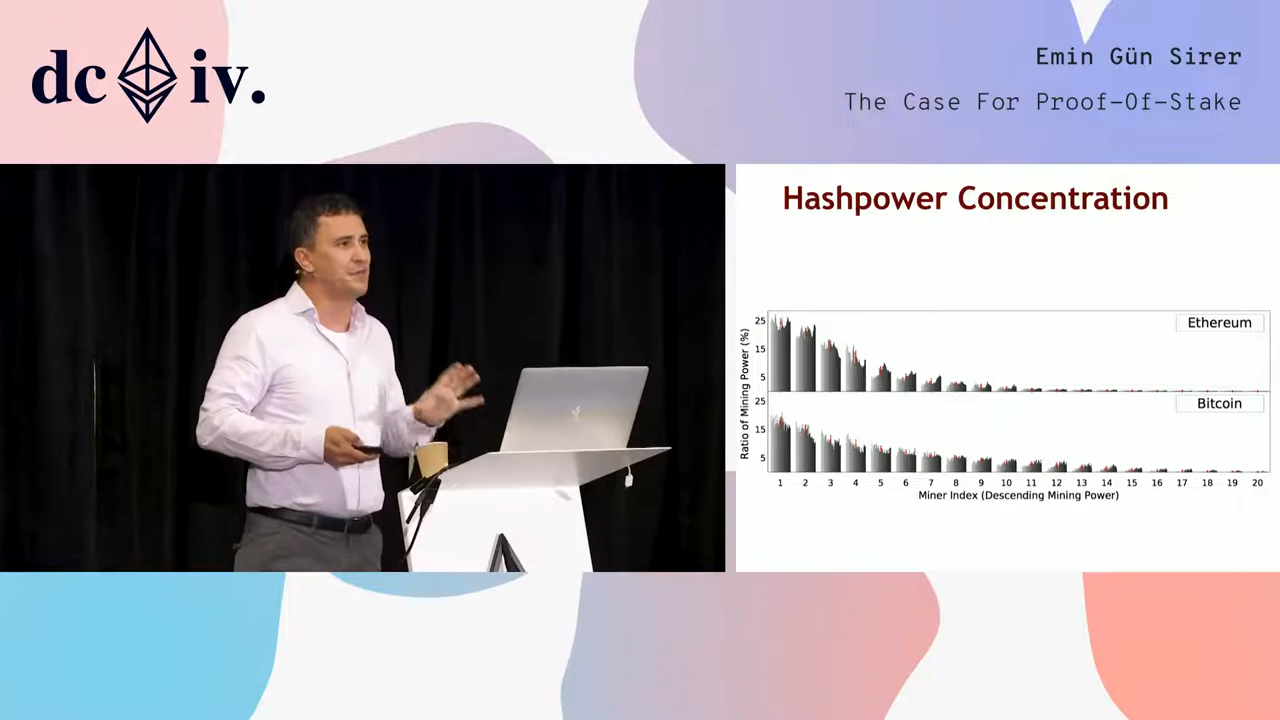 dc iv.
Emin Gün Sirer
The Case For Proof-Of-Stake
Hashpower Concentration
Ratio of Mining Power (%)
25
15
5
Ethereum
25
15
5
Bitcoin
1 2 3 4 5 6 7 8 9 10 11 12 13 14 15 16 17 18 19 20
Miner Index (Descending Mining Power)